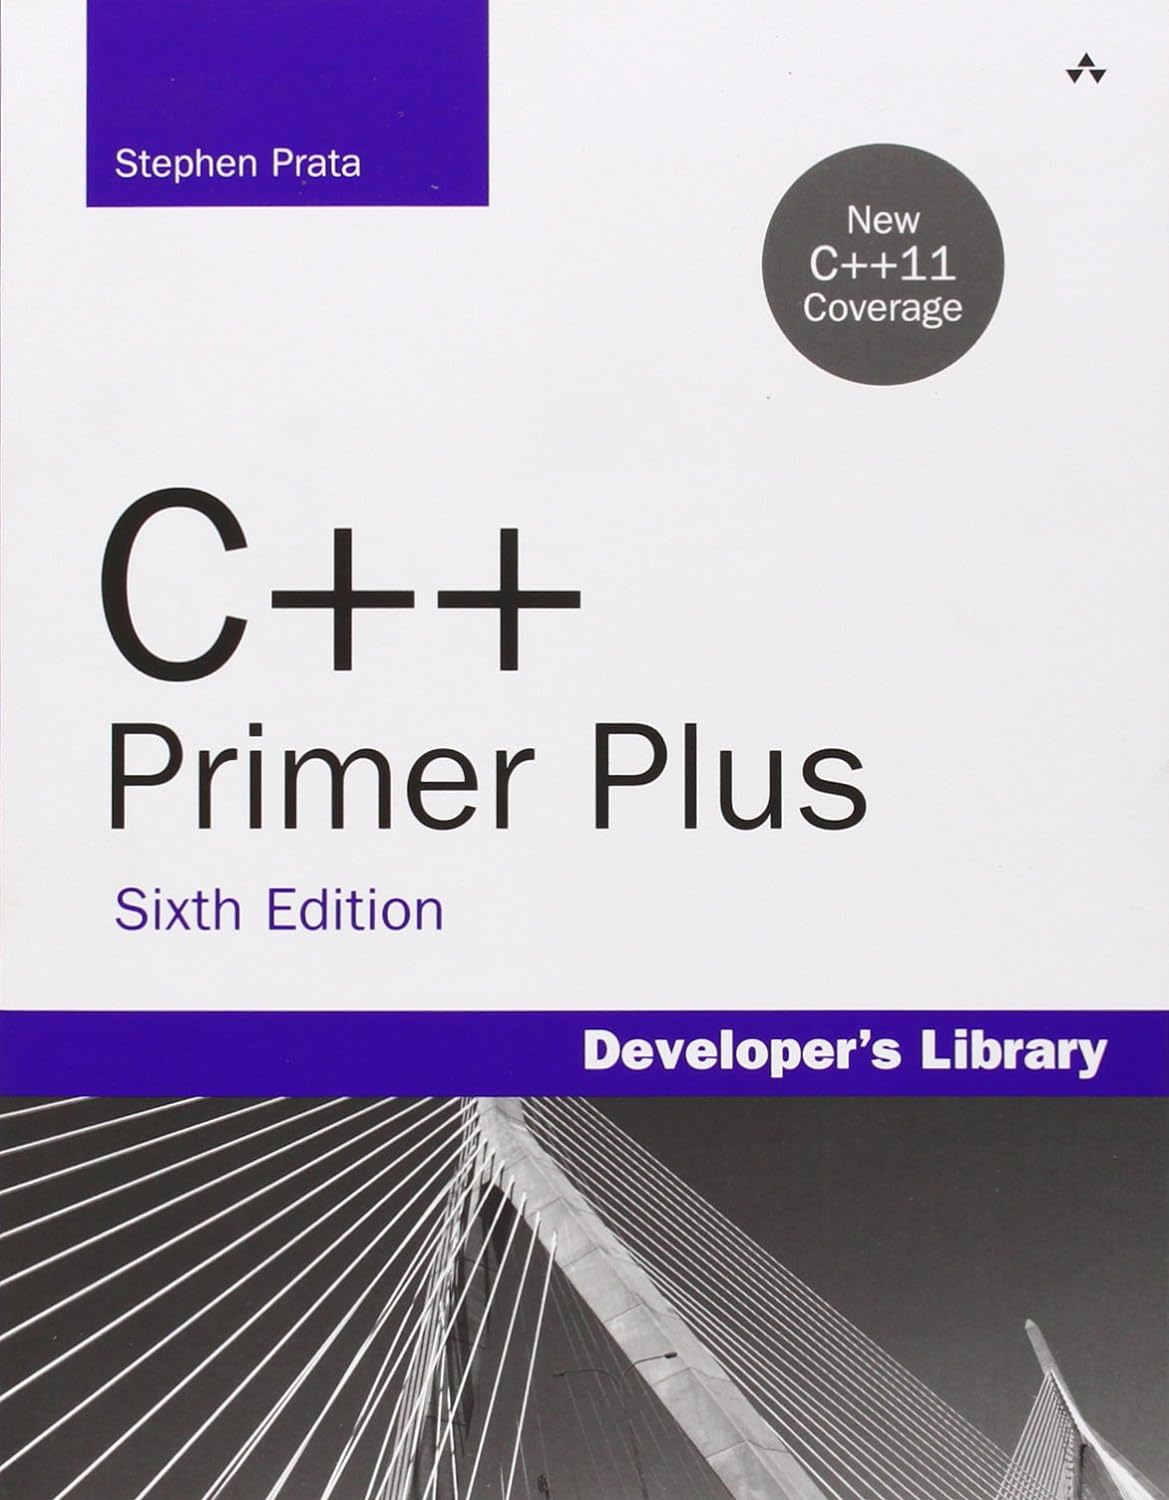 Stephen Prata
New
C++11
Coverage
C++
Primer Plus
Sixth Edition
Developer's Library